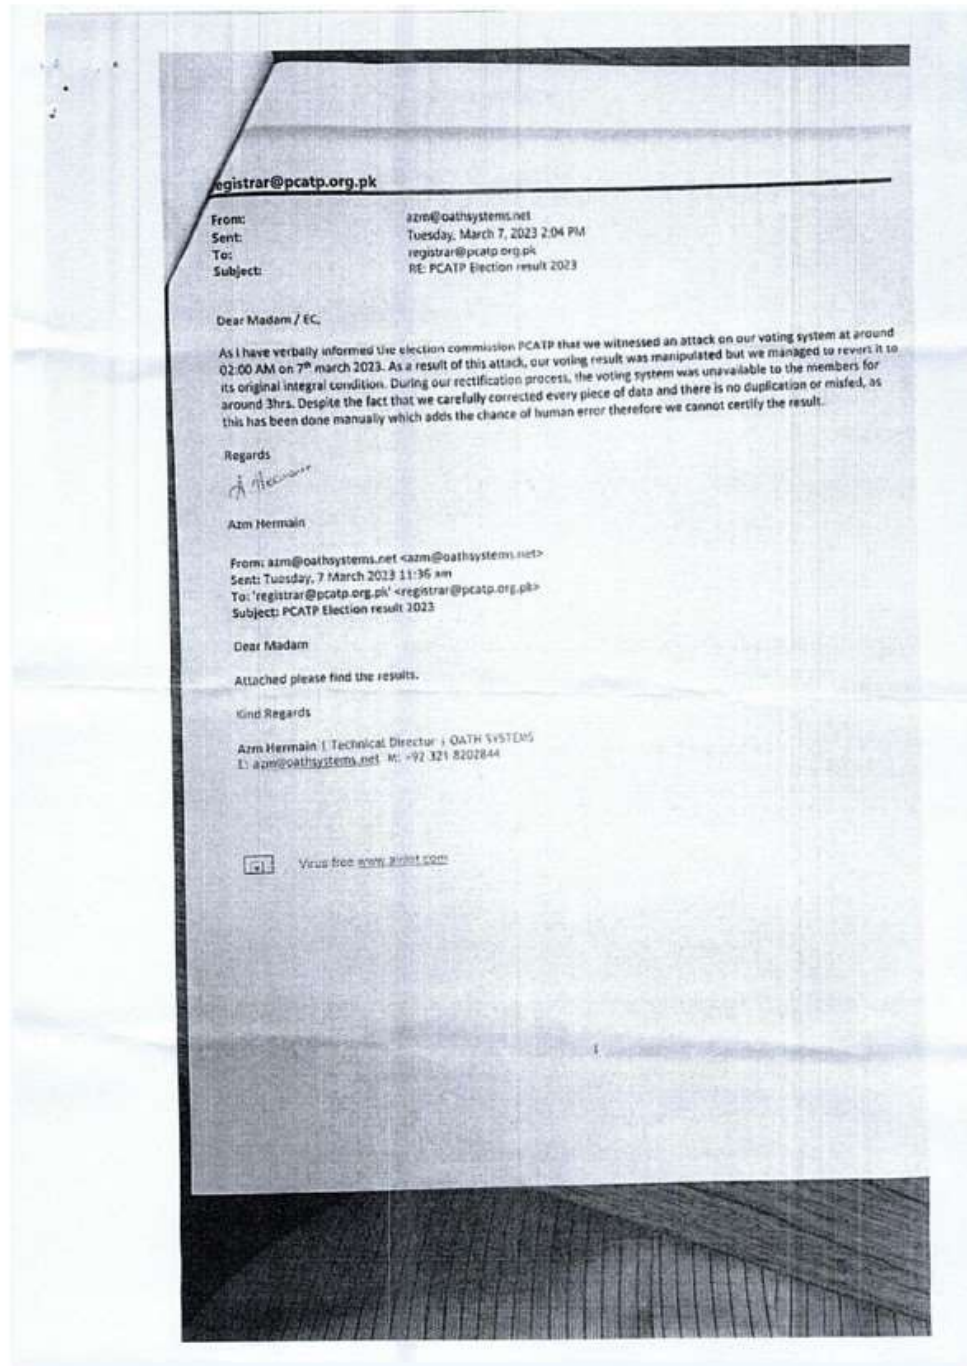 egistrar@pcatp.org.pk
From: azm@oathsystems.net
Sent: Tuesday, March 7, 2023 2:04 PM
To: registrar@pcatp.org.pk
Subject: RE: PCATP Election result 2023
Dear Madam / EC,
As I have verbally informed the election commission PCATP that we witnessed an attack on our voting system at around
02:00 AM on 7th march 2023. As a result of this attack, our voting result was manipulated but we managed to revert it to
its original integral condition. During our rectification process, the voting system was unavailable to the members for
around 3hrs. Despite the fact that we carefully corrected every piece of data and there is no duplication or misfed, as
this has been done manually which adds the chance of human error therefore we cannot certify the result.
Regards
Azm Hermain
From: azm@oathsystems.net <azm@oathsystems.net>
Sent: Tuesday, 7 March 2023 11:36 am
To: 'registrar@pcatp.org.pk' <registrar@pcatp.org.pk>
Subject: PCATP Election result 2023
Dear Madam
Attached please find the results.
Kind Regards
Azm Hermain | Technical Director | OATH SYSTEMS
E: azm@oathsystems.net M: +92 321 8202844
Virus free
1